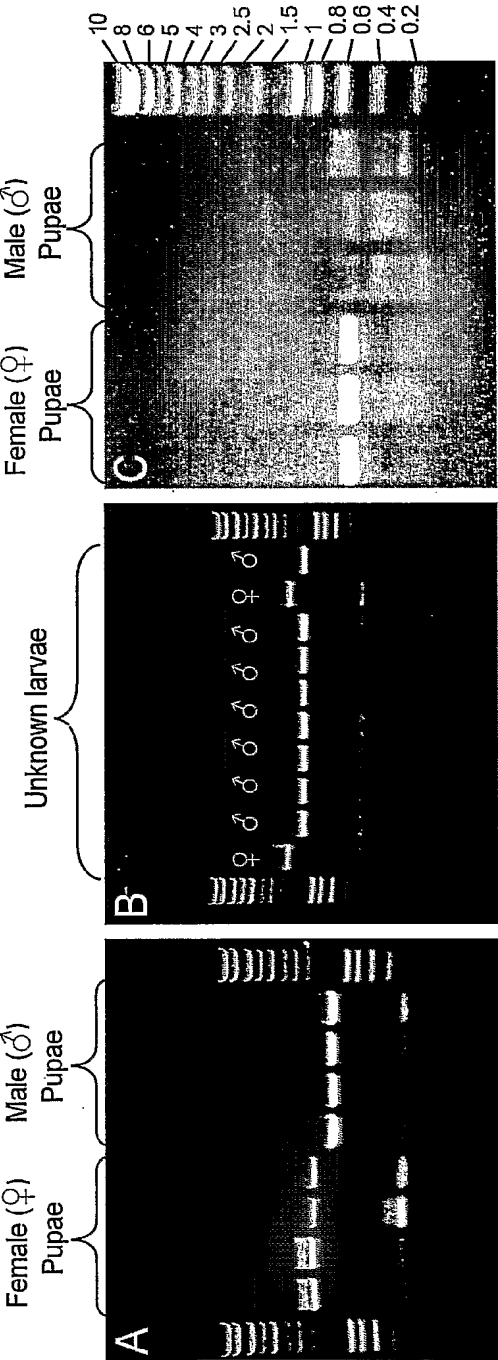 Female (♀)
Pupae
Male (♂)
Pupae
A
Unknown larvae
B
♀ ♂ ♂ ♂ ♂ ♂ ♂ ♀ ♂
Female (♀)
Pupae
Male (♂)
Pupae
C
10
8
6
5
4
3
2.5
2
1.5
1
0.8
0.6
0.4
0.2